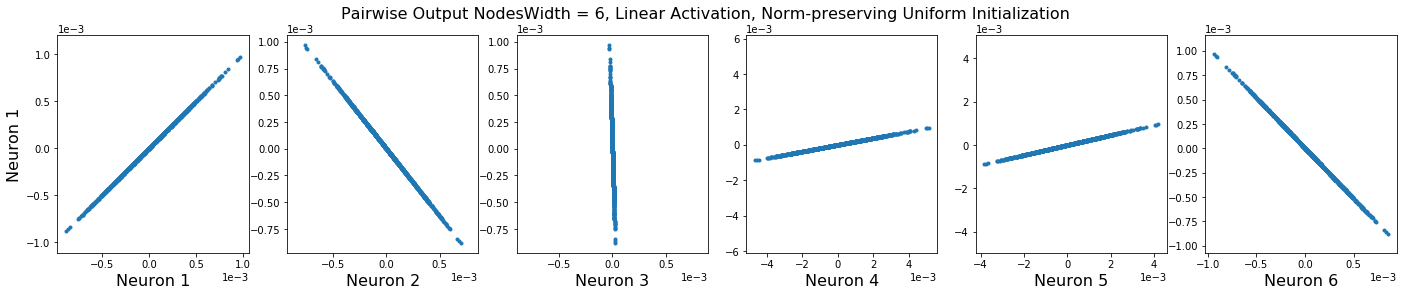 Pairwise Output NodesWidth = 6, Linear Activation, Norm-preserving Uniform Initialization
1e−3 1e−3 1e−3 1e−3 1e−3 1e−3
Neuron 1
1.0
0.5
0.0
−0.5
−1.0
−0.5 0.0 0.5 1.0
1e−3
Neuron 1
1.00
0.75
0.50
0.25
0.00
−0.25
−0.50
−0.75
−0.5 0.0 0.5
1e−3
Neuron 2
1.00
0.75
0.50
0.25
0.00
−0.25
−0.50
−0.75
−0.5 0.0 0.5
1e−3
Neuron 3
6
4
2
0
−2
−4
−6
−4 −2 0 2 4
1e−3
Neuron 4
4
2
0
−2
−4
−4 −2 0 2 4
1e−3
Neuron 5
1.00
0.75
0.50
0.25
0.00
−0.25
−0.50
−0.75
−1.00
−1.0 −0.5 0.0 0.5
1e−3
Neuron 6